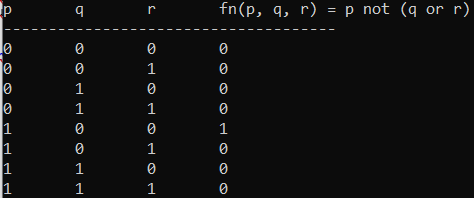 p q r fn(p, q, r) = p not (q or r)
------------------------------------
0 0 0 0
0 0 1 0
0 1 0 0
0 1 1 0
1 0 0 1
1 0 1 0
1 1 0 0
1 1 1 0